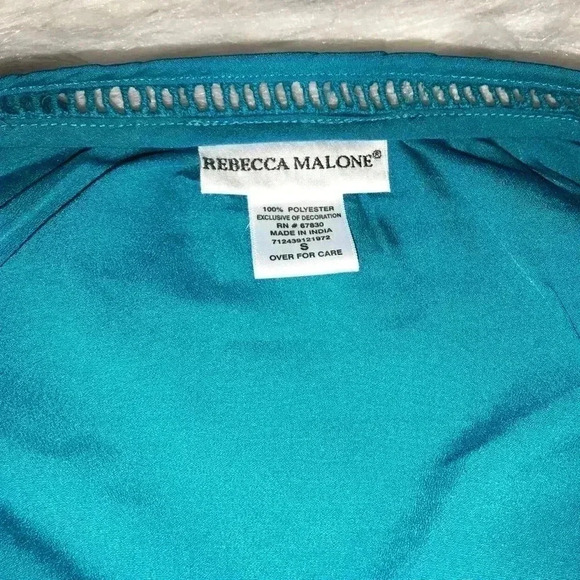 REBECCA MALONE®
100% POLYESTER
EXCLUSIVE OF DECORATION
RN # 67830
MADE IN INDIA
712439121972
S
OVER FOR CARE